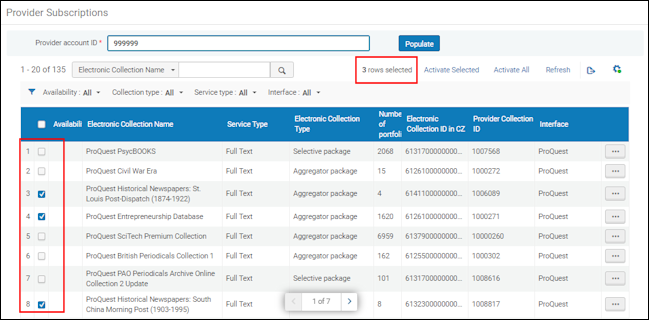 Provider Subscriptions
Provider account ID * 999999 Populate
1 - 20 of 135 Electronic Collection Name 3 rows selected Activate Selected Activate All Refresh
Availability : All Collection type : All Service type : All Interface : All
Availabili Electronic Collection Name Service Type Electronic Collection Type Numbe of portfoli Electronic Collection ID in CZ Provider Collection ID Interface
1 ProQuest PsycBOOKS Full Text Selective package 2068 6131700000000... 1007568 ProQuest ...
2 ProQuest Civil War Era Full Text Aggregator package 15 6126100000000... 1000272 ProQuest ...
3 ProQuest Historical Newspapers: St. Louis Post-Dispatch (1874-1922) Full Text Aggregator package 4 6141100000000... 1006089 ProQuest ...
4 ProQuest Entrepreneurship Database Full Text Aggregator package 1620 6126100000000... 1000271 ProQuest ...
5 ProQuest SciTech Premium Collection Full Text Aggregator package 6959 6137900000000... 10000260 ProQuest ...
6 ProQuest British Periodicals Collection 1 Full Text Aggregator package 162 6125500000000... 1000302 ProQuest ...
7 ProQuest PAO Periodicals Archive Online Collection 2 Update Full Text Selective package 101 6131700000000... 1008616 ProQuest ...
8 ProQuest Historical Newspapers: South China Morning Post (1903-1995) Full Text 8 6132300000000... 1008817 ProQuest ...
1 of 7